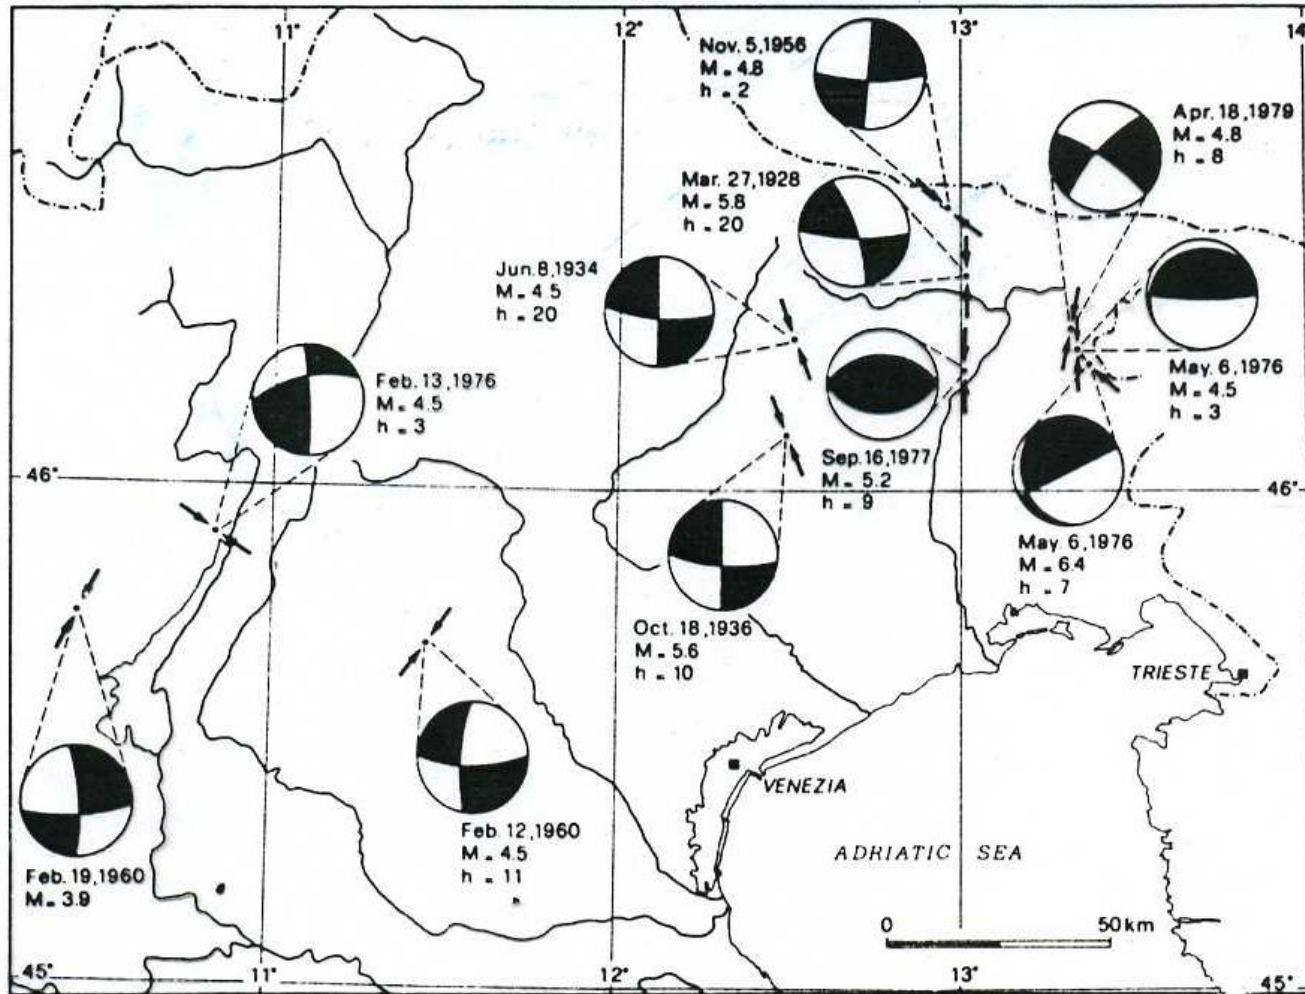 11°
12°
13°
14
Nov. 5,1956
M = 4.8
h = 2
Apr. 18,1979
M = 4.8
h = 8
Mar. 27,1928
M = 5.8
h = 20
Jun. 8,1934
M = 4.5
h = 20
May. 6,1976
M = 4.5
h = 3
Feb. 13,1976
M = 4.5
h = 3
Sep. 16,1977
M = 5.2
h = 9
46°
46°
May. 6,1976
M = 6.4
h = 7
Oct. 18,1936
M = 5.6
h = 10
TRIESTE
VENEZIA
Feb. 19,1960
M = 3.9
Feb. 12,1960
M = 4.5
h = 11
ADRIATIC SEA
0 50 km
45°
11°
12°
13°
45°